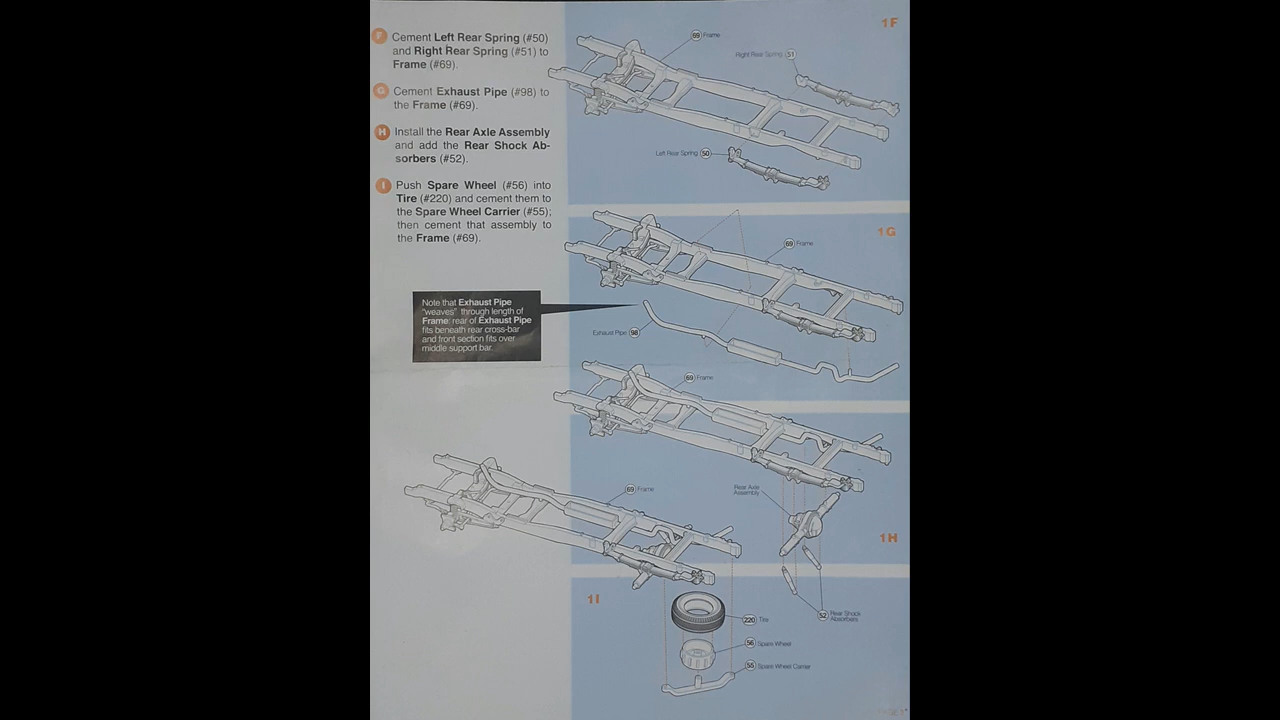 F Cement Left Rear Spring (#50)
and Right Rear Spring (#51) to
Frame (#69).
G Cement Exhaust Pipe (#98) to
the Frame (#69).
H Install the Rear Axle Assembly
and add the Rear Shock Ab-
sorbers (#52).
I Push Spare Wheel (#56) into
Tire (#220) and cement them to
the Spare Wheel Carrier (#55);
then cement that assembly to
the Frame (#69).
Note that Exhaust Pipe
"weaves" through length of
Frame: rear of Exhaust Pipe
fits beneath rear cross-bar
and front section fits over
middle support bar.
1F
69 Frame
Right Rear Spring 51
Left Rear Spring 50
1G
69 Frame
Exhaust Pipe 98
69 Frame
Rear Axle
Assembly
1H
52 Rear Shock
Absorbers
69 Frame
1I
220 Tire
56 Spare Wheel
55 Spare Wheel Carrier